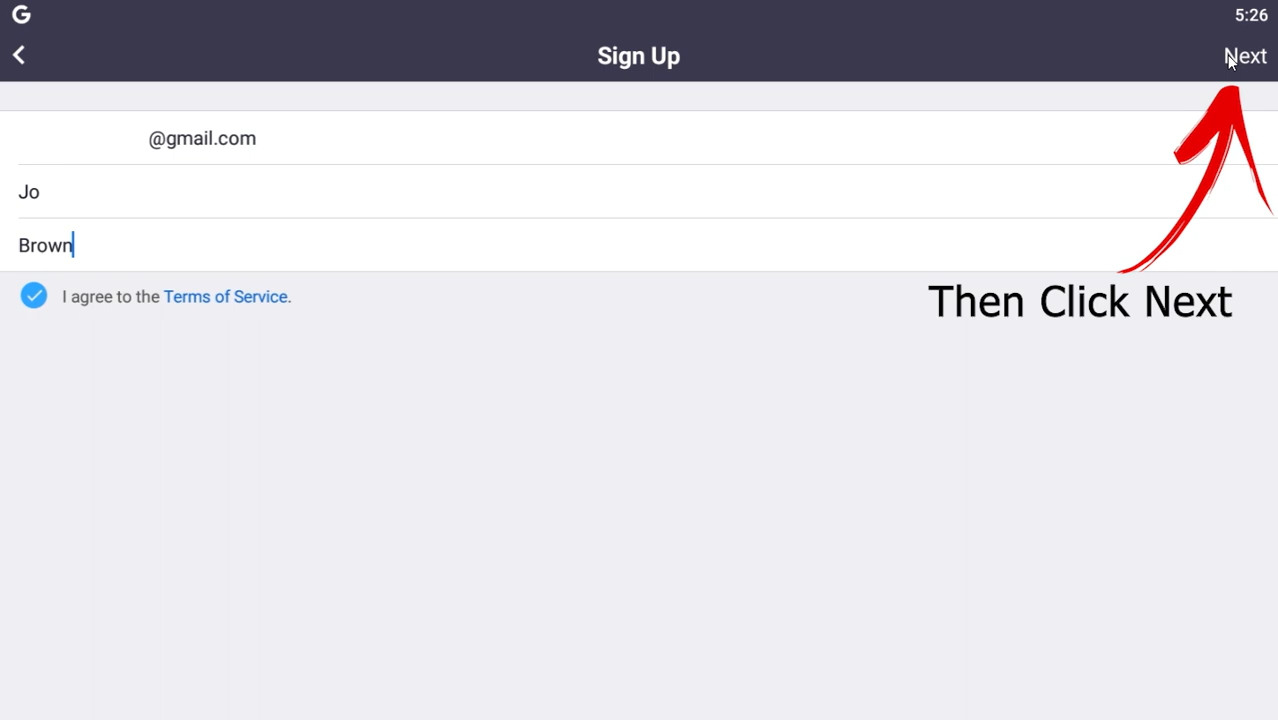 G
5:26
Sign Up
Next
@gmail.com
Jo
Brown
I agree to the Terms of Service.
Then Click Next